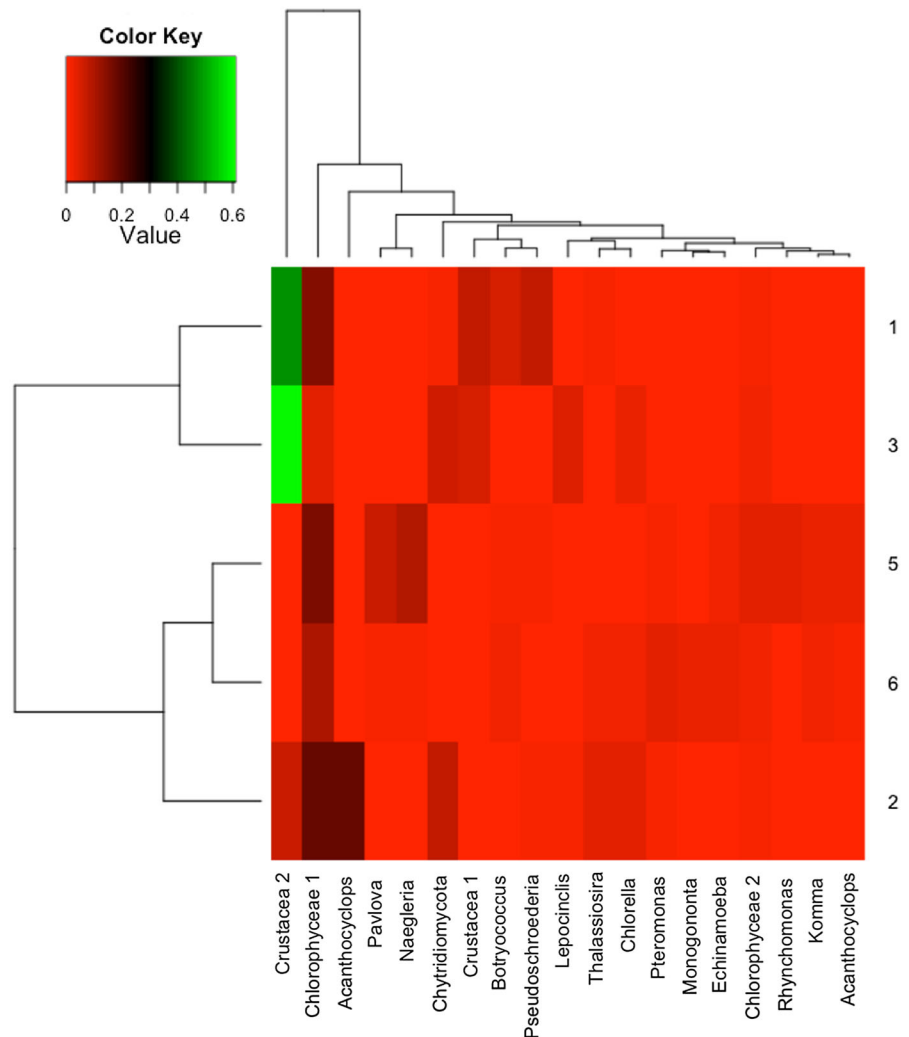 Color Key
0 0.2 0.4 0.6
Value
1
3
5
6
2
Crustacea 2
Chlorophyceae 1
Acanthocyclops
Pavlova
Naegleria
Chytridiomycota
Crustacea 1
Botryococcus
Pseudoschroederia
Lepocinclis
Thalassiosira
Chlorella
Pteromonas
Monogononta
Echinamoeba
Chlorophyceae 2
Rhynchomonas
Komma
Acanthocyclops